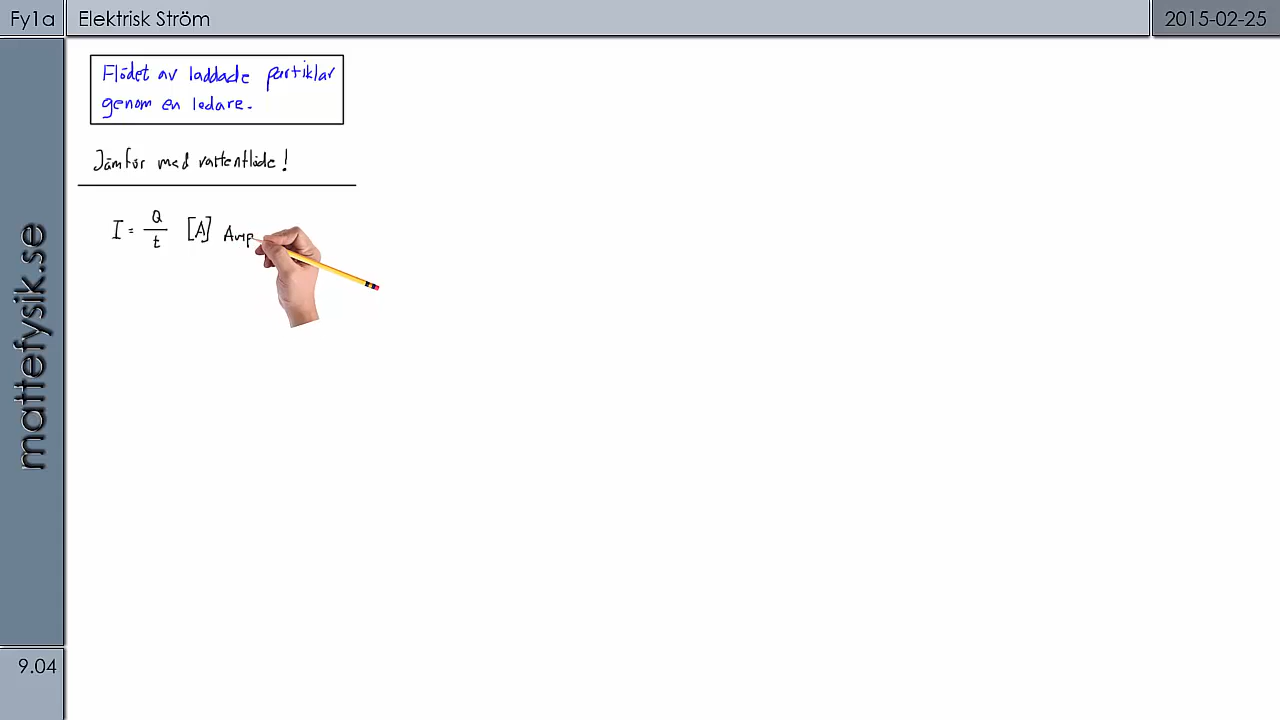 Fy1a
Elektrisk Ström
2015-02-25
Flödet av laddade partiklar
genom en ledare.
Jämför med vattenflöde!
I = Q/t [A] Amp
mattefysik.se
9.04